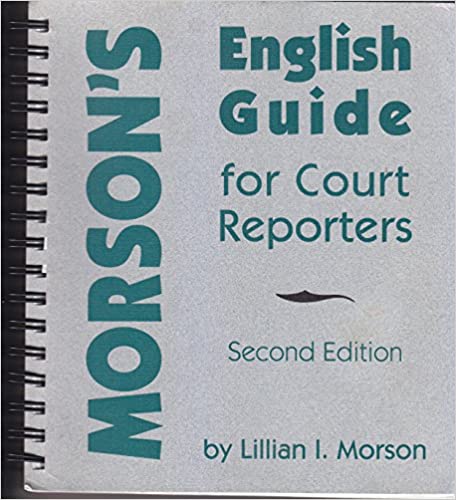 MORSON'S
English
Guide
for Court
Reporters
Second Edition
by Lillian I. Morson